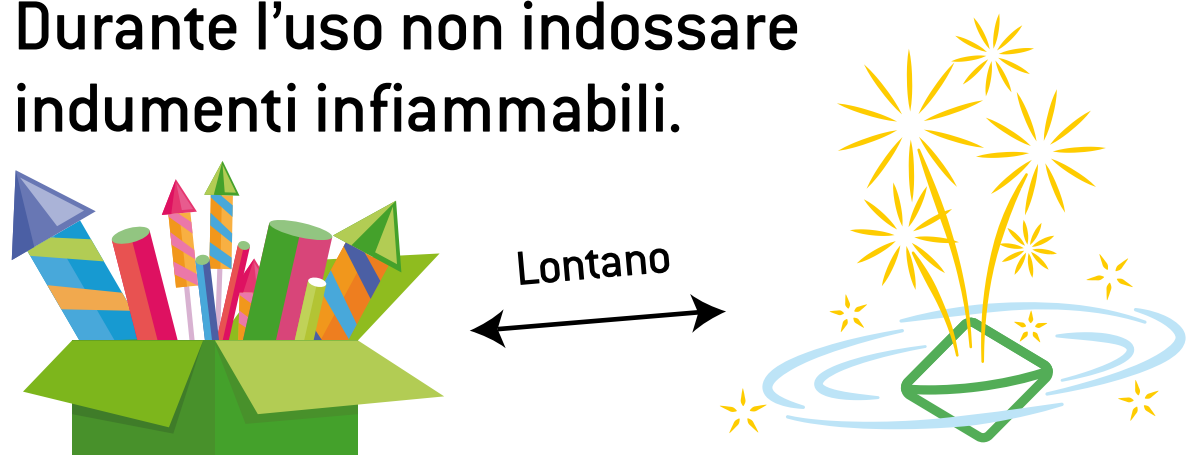 Durante l’uso non indossare
indumenti infiammabili.
Lontano